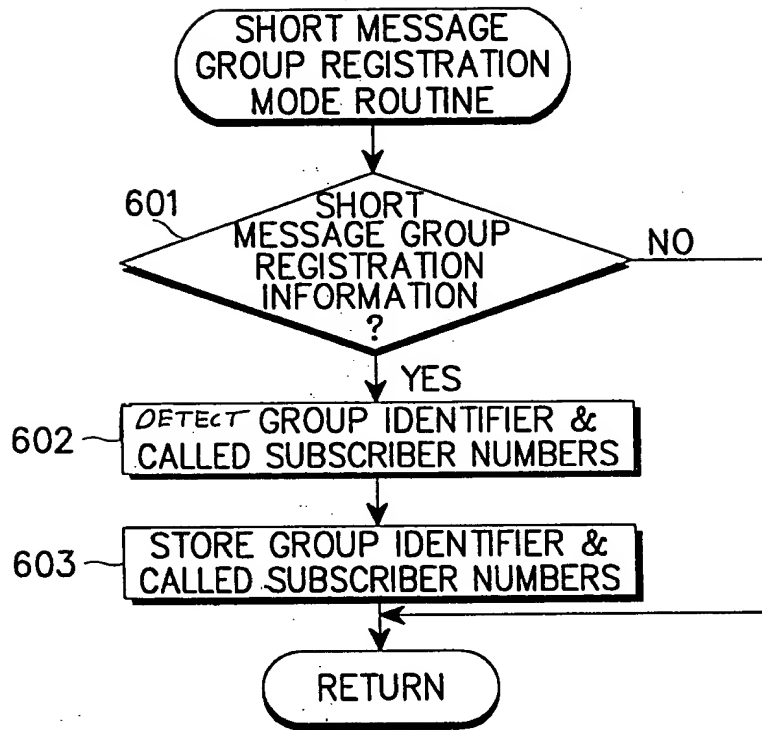 SHORT MESSAGE
GROUP REGISTRATION
MODE ROUTINE
601
SHORT
MESSAGE GROUP
REGISTRATION
INFORMATION
?
NO
YES
602
DETECT GROUP IDENTIFIER &
CALLED SUBSCRIBER NUMBERS
603
STORE GROUP IDENTIFIER &
CALLED SUBSCRIBER NUMBERS
RETURN